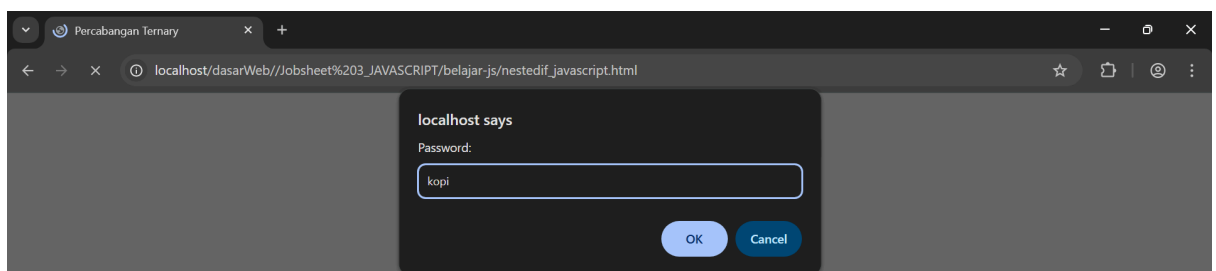 Percabangan Ternary
localhost/dasarWeb//Jobsheet%203_JAVASCRIPT/belajar-js/nestedif_javascript.html
localhost says
Password:
kopi
OK Cancel